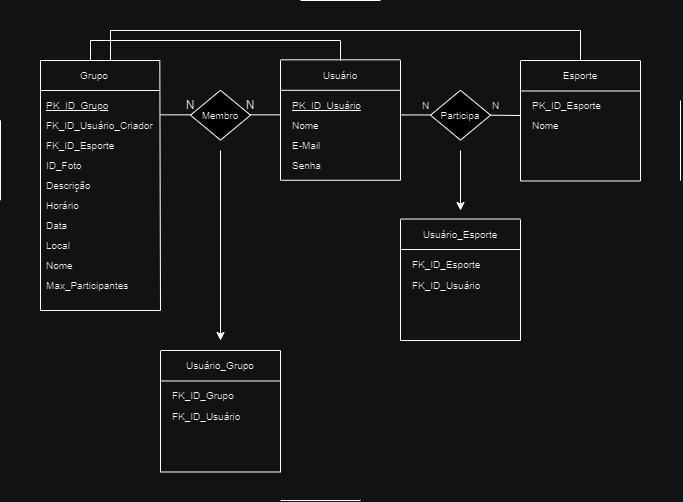 Grupo
PK_ID_Grupo
FK_ID_Usuário_Criador
FK_ID_Esporte
ID_Foto
Descrição
Horário
Data
Local
Nome
Max_Participantes
N
Membro
N
Usuário
PK_ID_Usuário
Nome
E-Mail
Senha
N
Participa
N
Esporte
PK_ID_Esporte
Nome
Usuário_Esporte
FK_ID_Esporte
FK_ID_Usuário
Usuário_Grupo
FK_ID_Grupo
FK_ID_Usuário